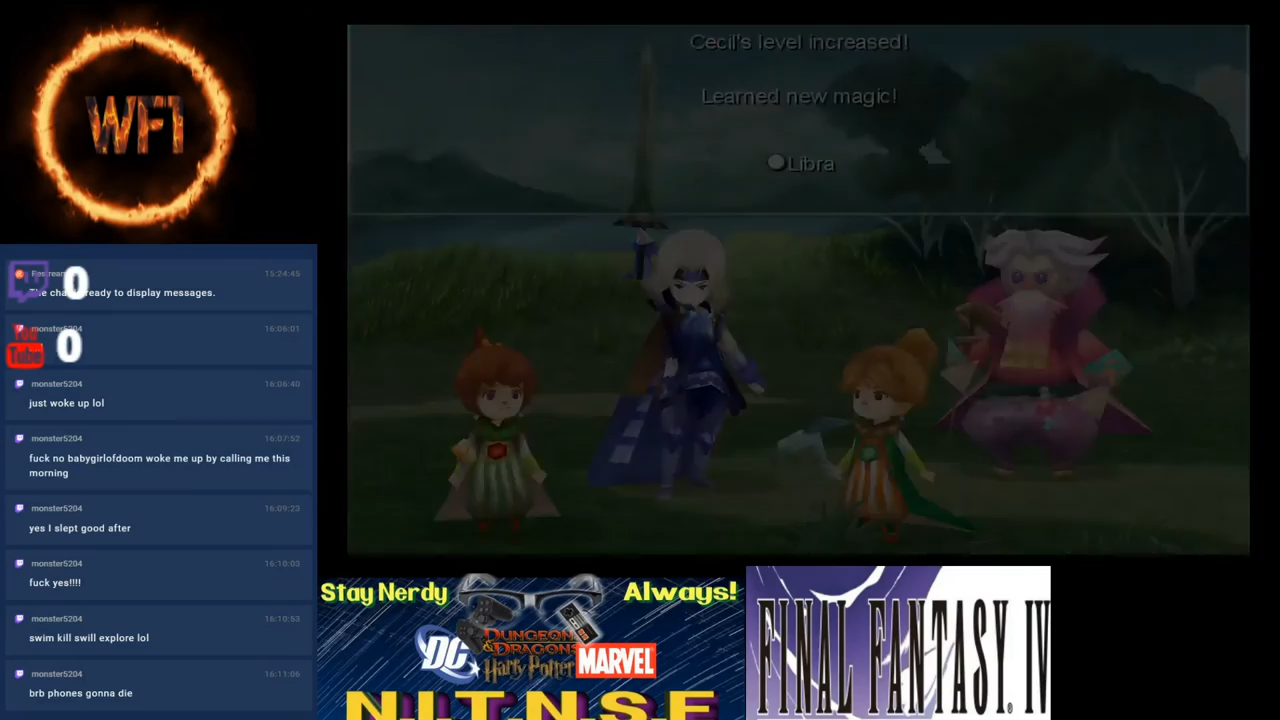 WF1
Cecil's level increased!
Learned new magic!
Libra
15:24:45
ready to display messages.
monster5204 16:06:01
You
Tube
0
0
monster5204 16:06:40
just woke up lol
monster5204 16:07:52
fuck no babygirlofdoom woke me up by calling me this
morning
monster5204 16:09:23
yes I slept good after
monster5204 16:10:03
fuck yes!!!!
monster5204 16:10:53
swim kill swill explore lol
monster5204 16:11:06
brb phones gonna die
Stay Nerdy Always!
DC
DUNGEONS
& DRAGONS
Harry Potter
MARVEL
N.I.T.N.S.E
FINAL FANTASY IV